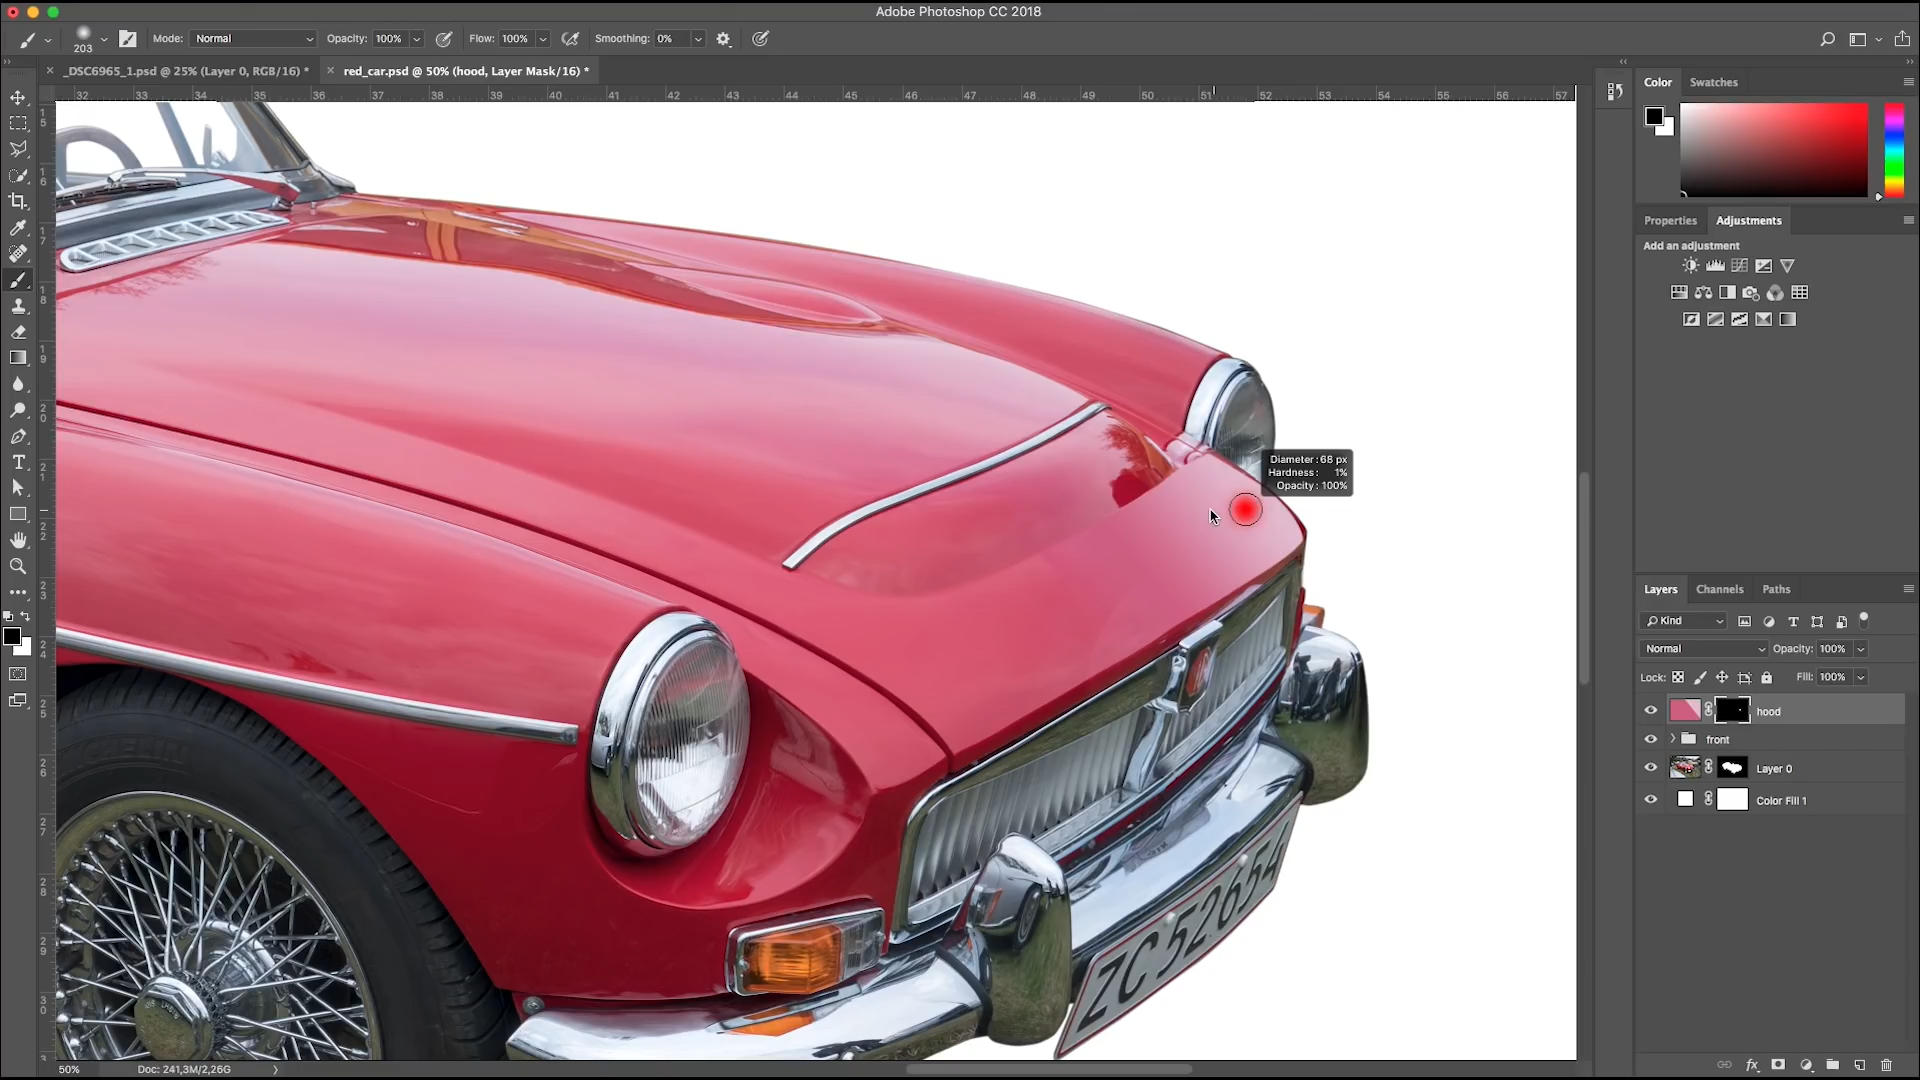 Adobe Photoshop CC 2018
203
Mode: Normal
Opacity: 100%
Flow: 100%
Smoothing: 0%
_DSC6965_1.psd @ 25% (Layer 0, RGB/16) *
red_car.psd @ 50% (hood, Layer Mask/16) *
32 33 34 35 36 37 38 39 40 41 42 43 44 45 46 47 48 49 50 51 52 53 54 55 56 57
Color
Swatches
Properties
Adjustments
Add an adjustment
Diameter: 68 px
Hardness: 1%
Opacity: 100%
ZC 52654
Layers
Channels
Paths
Kind
Normal
Opacity: 100%
Lock:
Fill: 100%
hood
front
Layer 0
Color Fill 1
50%
Doc: 241,3M/2,26G